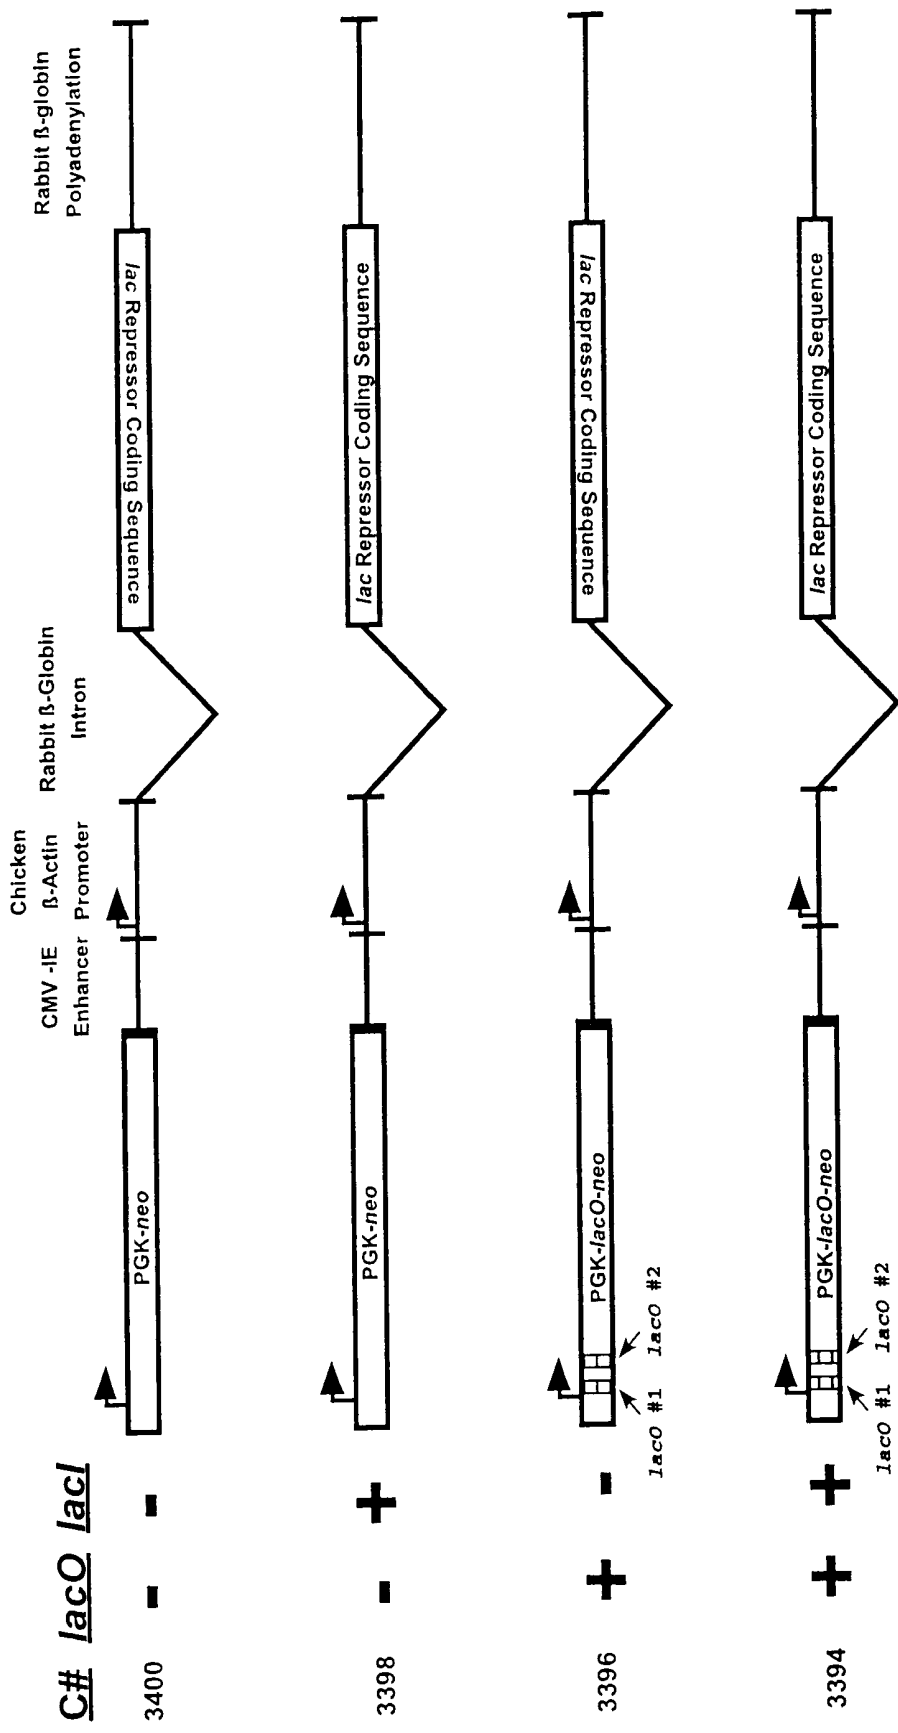 C# lacO lacI
CMV -IE
Enhancer
Chicken
ß-Actin
Promoter
Rabbit ß-Globin
Intron
Rabbit ß-globin
Polyadenylation
3400 - - PGK-neo lac Repressor Coding Sequence
3398 - + PGK-neo lac Repressor Coding Sequence
3396 + - PGK-lacO-neo lac Repressor Coding Sequence
lacO #1 lacO #2
3394 + + PGK-lacO-neo lac Repressor Coding Sequence
lacO #1 lacO #2